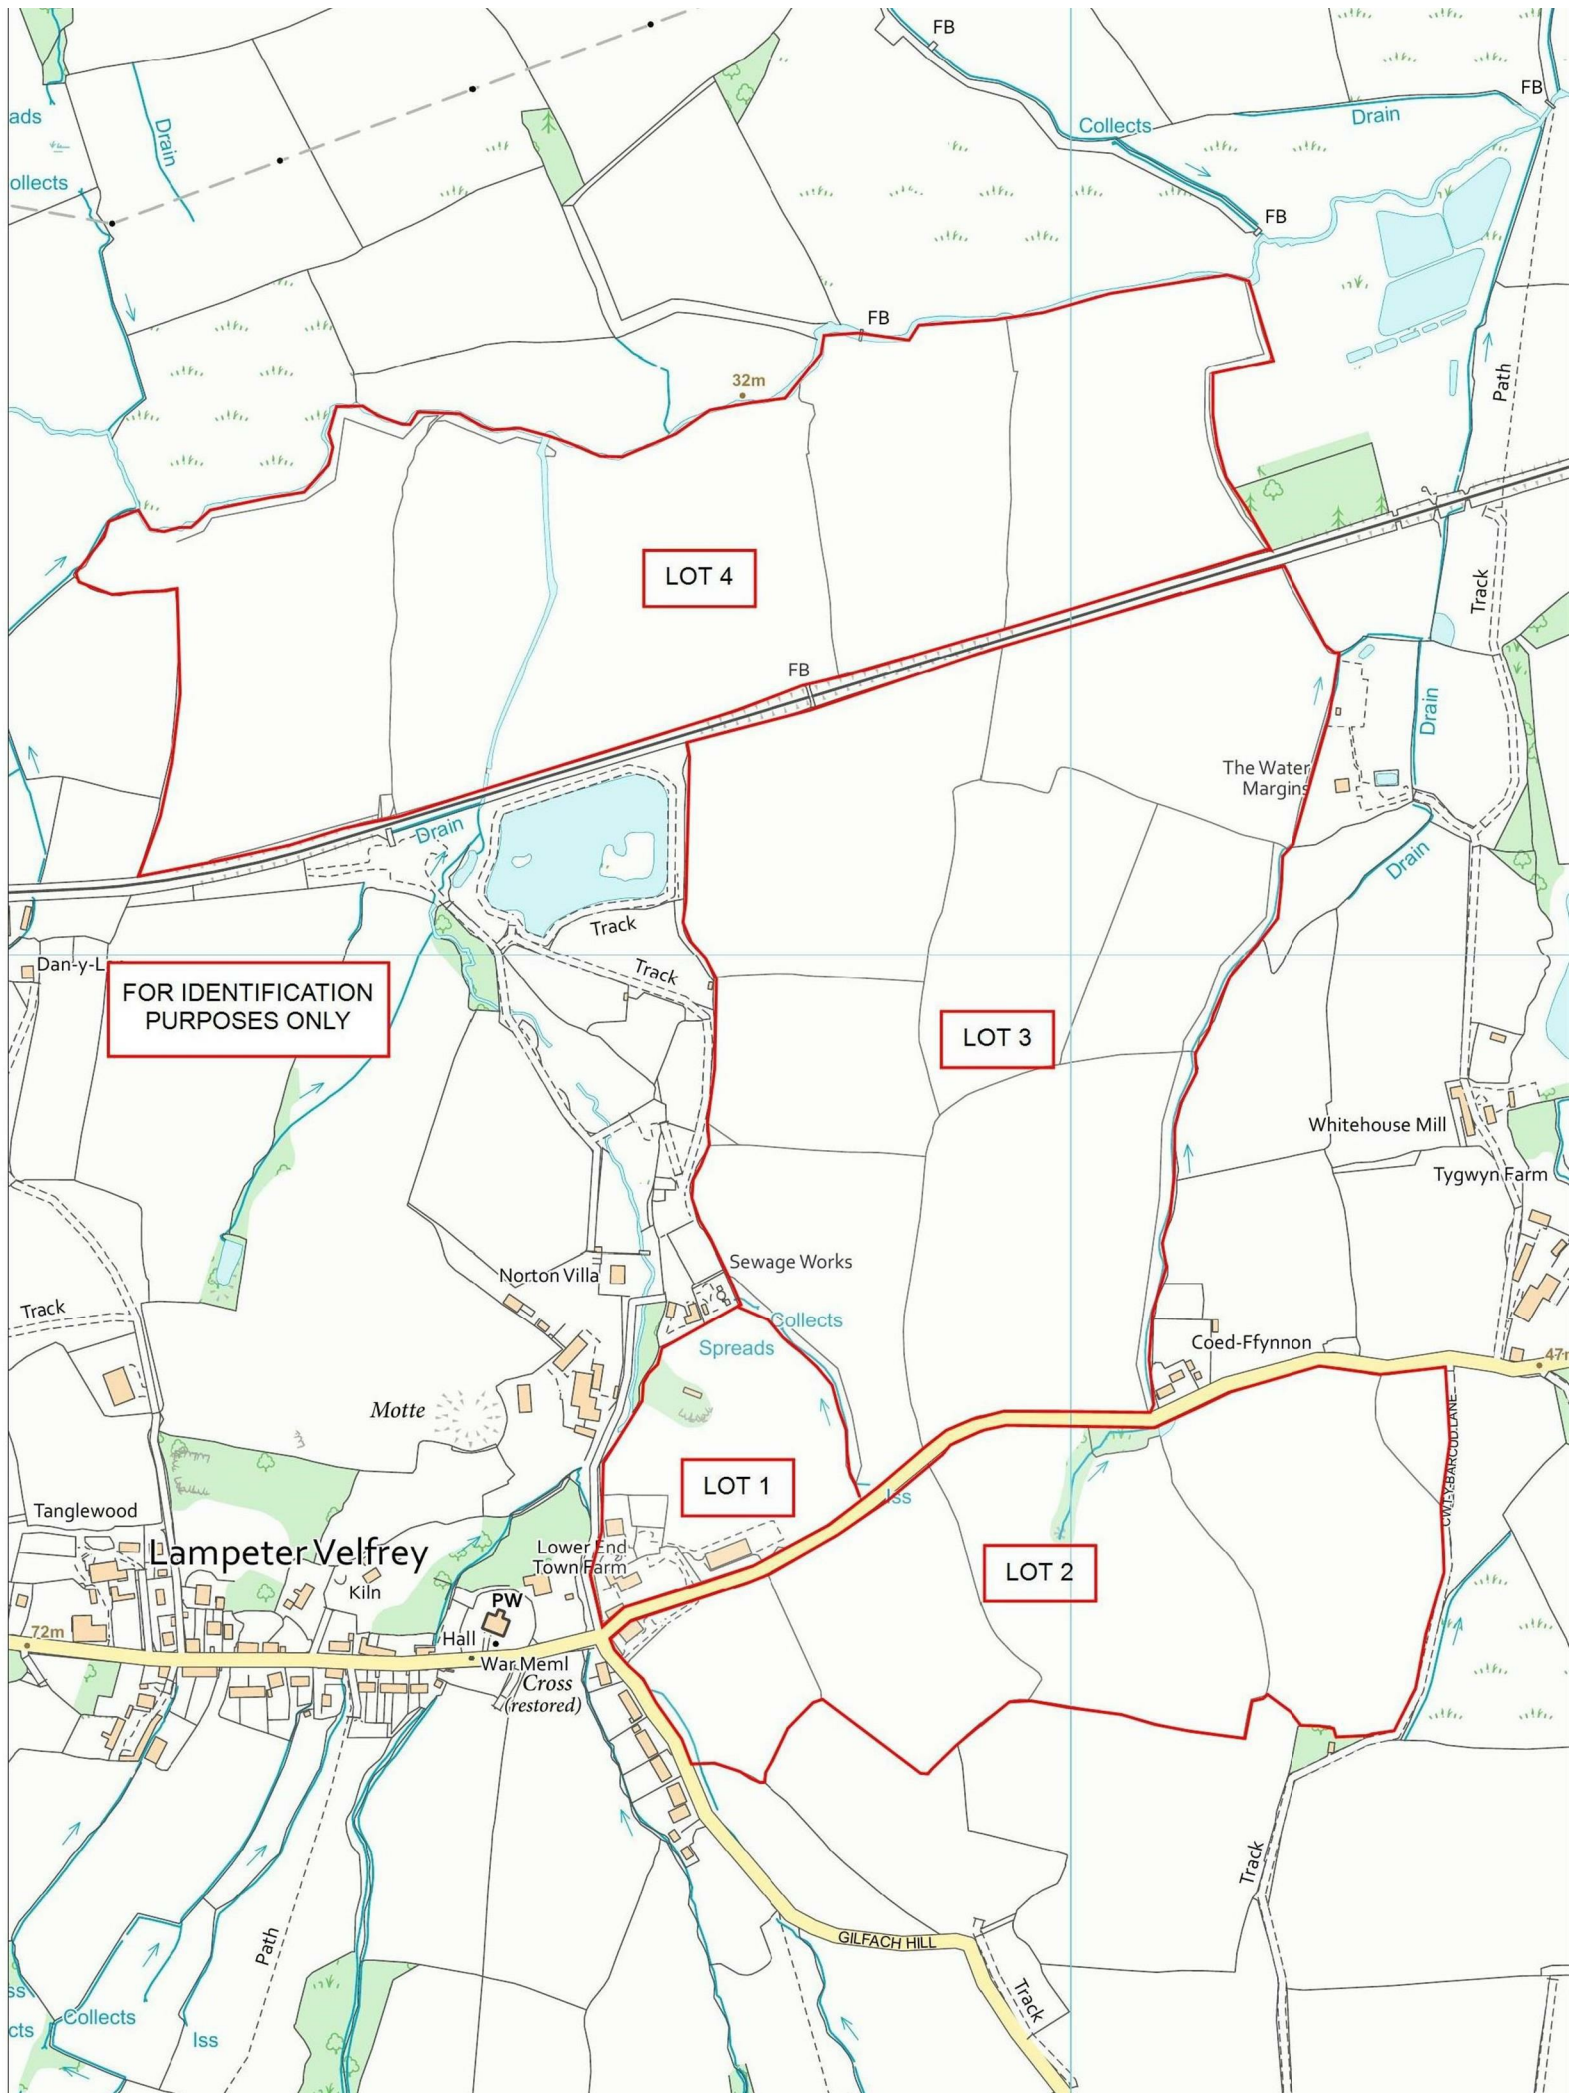 FB
ads
Drain
Collects
Drain
FB
ollects
FB
FB
32m
Path
LOT 4
Track
FB
Drain
The Water
Margins
Drain
Drain
Track
Track
FOR IDENTIFICATION
PURPOSES ONLY
LOT 3
Whitehouse Mill
Tygwyn Farm
Sewage Works
Norton Villa
Track
Collects
Spreads
Coed-Ffynnon
Motte
LOT 1
Iss
Tanglewood
Lampeter Velfrey
Lower End
Town Farm
LOT 2
CWT-Y-BARCUD LANE
Kiln
PW
72m
Hall
War Meml
Cross
(restored)
Track
Path
GILFACH HILL
Track
Collects
Iss
cts